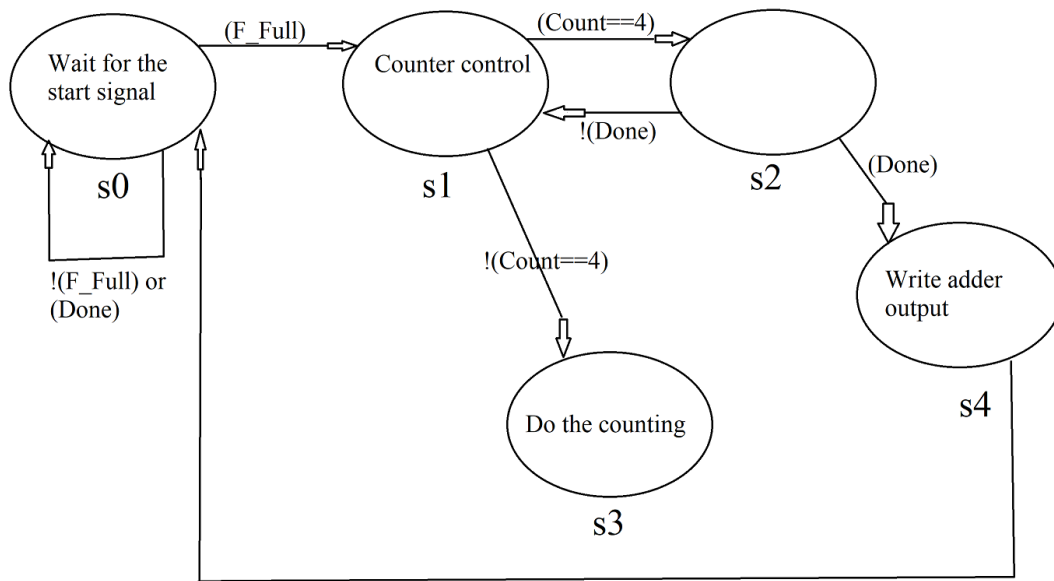 (F_Full)
(Count==4)
Wait for the
start signal
Counter control
!(Done)
(Done)
s0
s1
s2
!(F_Full) or
(Done)
!(Count==4)
Write adder
output
s4
Do the counting
s3